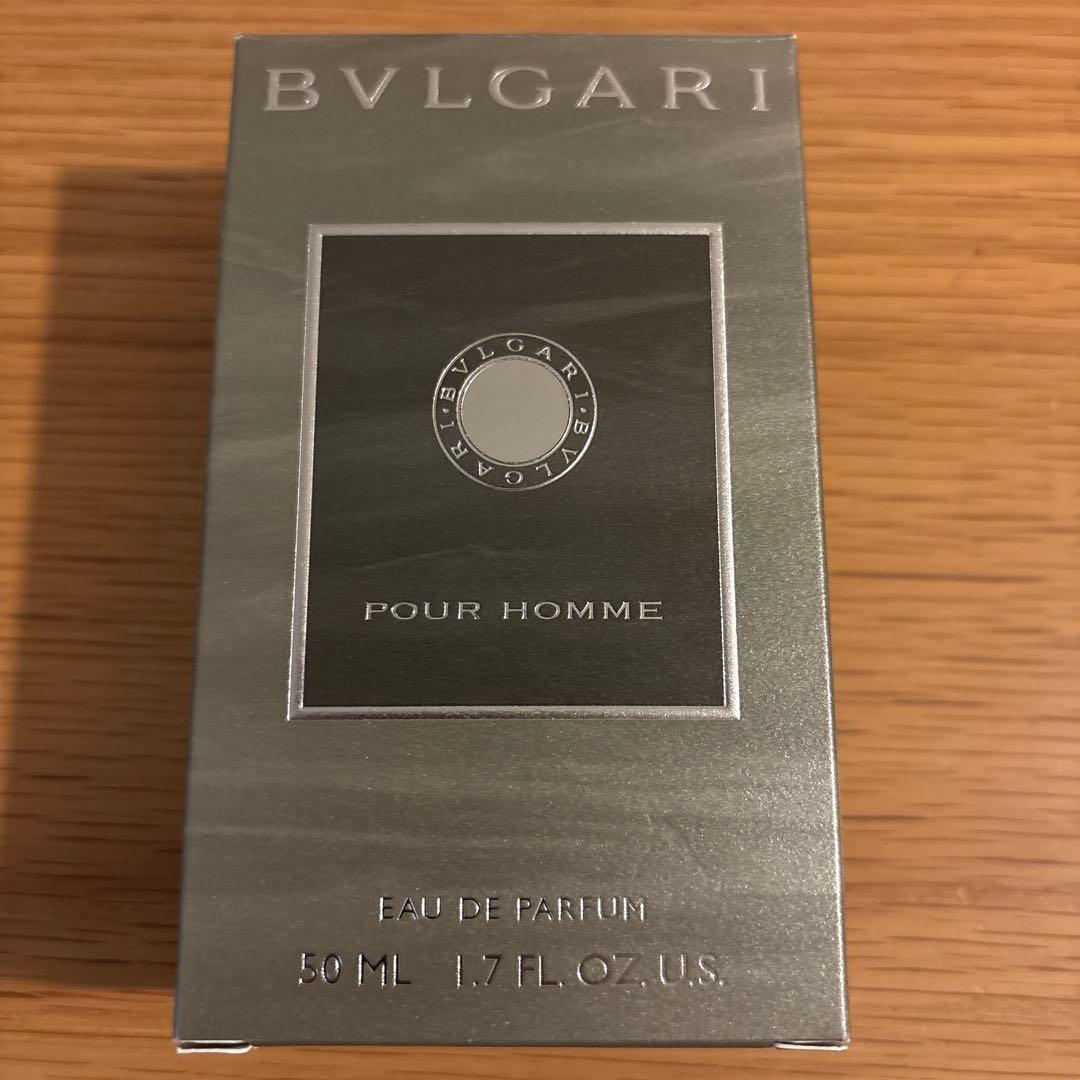 BVLGARI
BVLGARI · BVLGARI ·
POUR HOMME
EAU DE PARFUM
50 ML 1.7 FL. OZ. U.S.